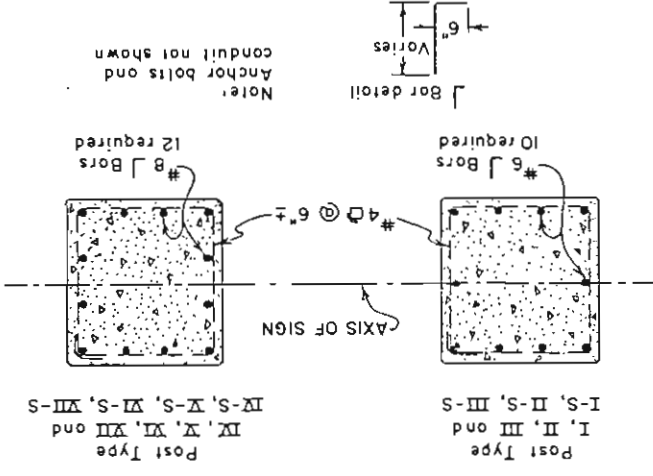 Post Type
IV, V, VI, VII and
IV-S, V-S, VI-S, VII-S
Post Type
I, II, III and
I-S, II-S, III-S
AXIS OF SIGN
#4 @ 6"±
#8 J Bars
12 required
#6 J Bars
10 required
Note:
Anchor bolts and
conduit not shown
J Bar detail
Varies
6"